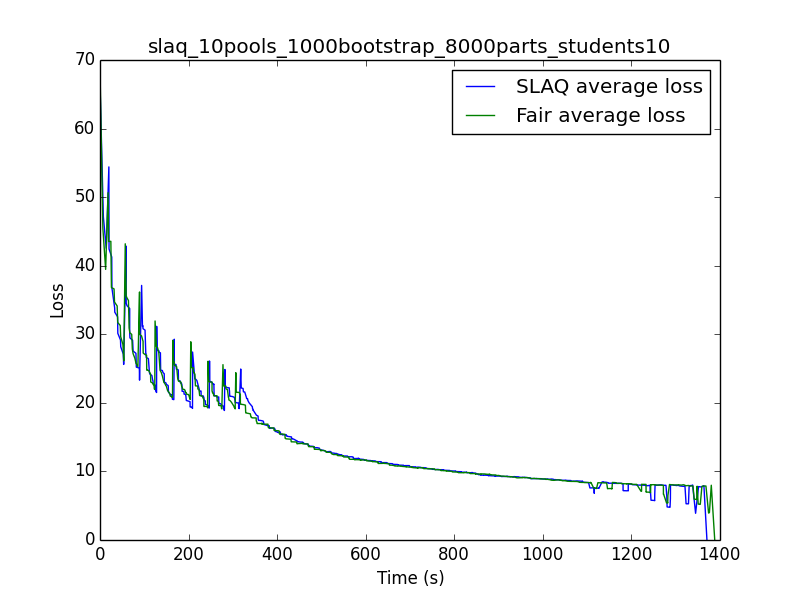 slaq_10pools_1000bootstrap_8000parts_students10
SLAQ average loss
Fair average loss
Loss
70
60
50
40
30
20
10
0
0 200 400 600 800 1000 1200 1400
Time (s)